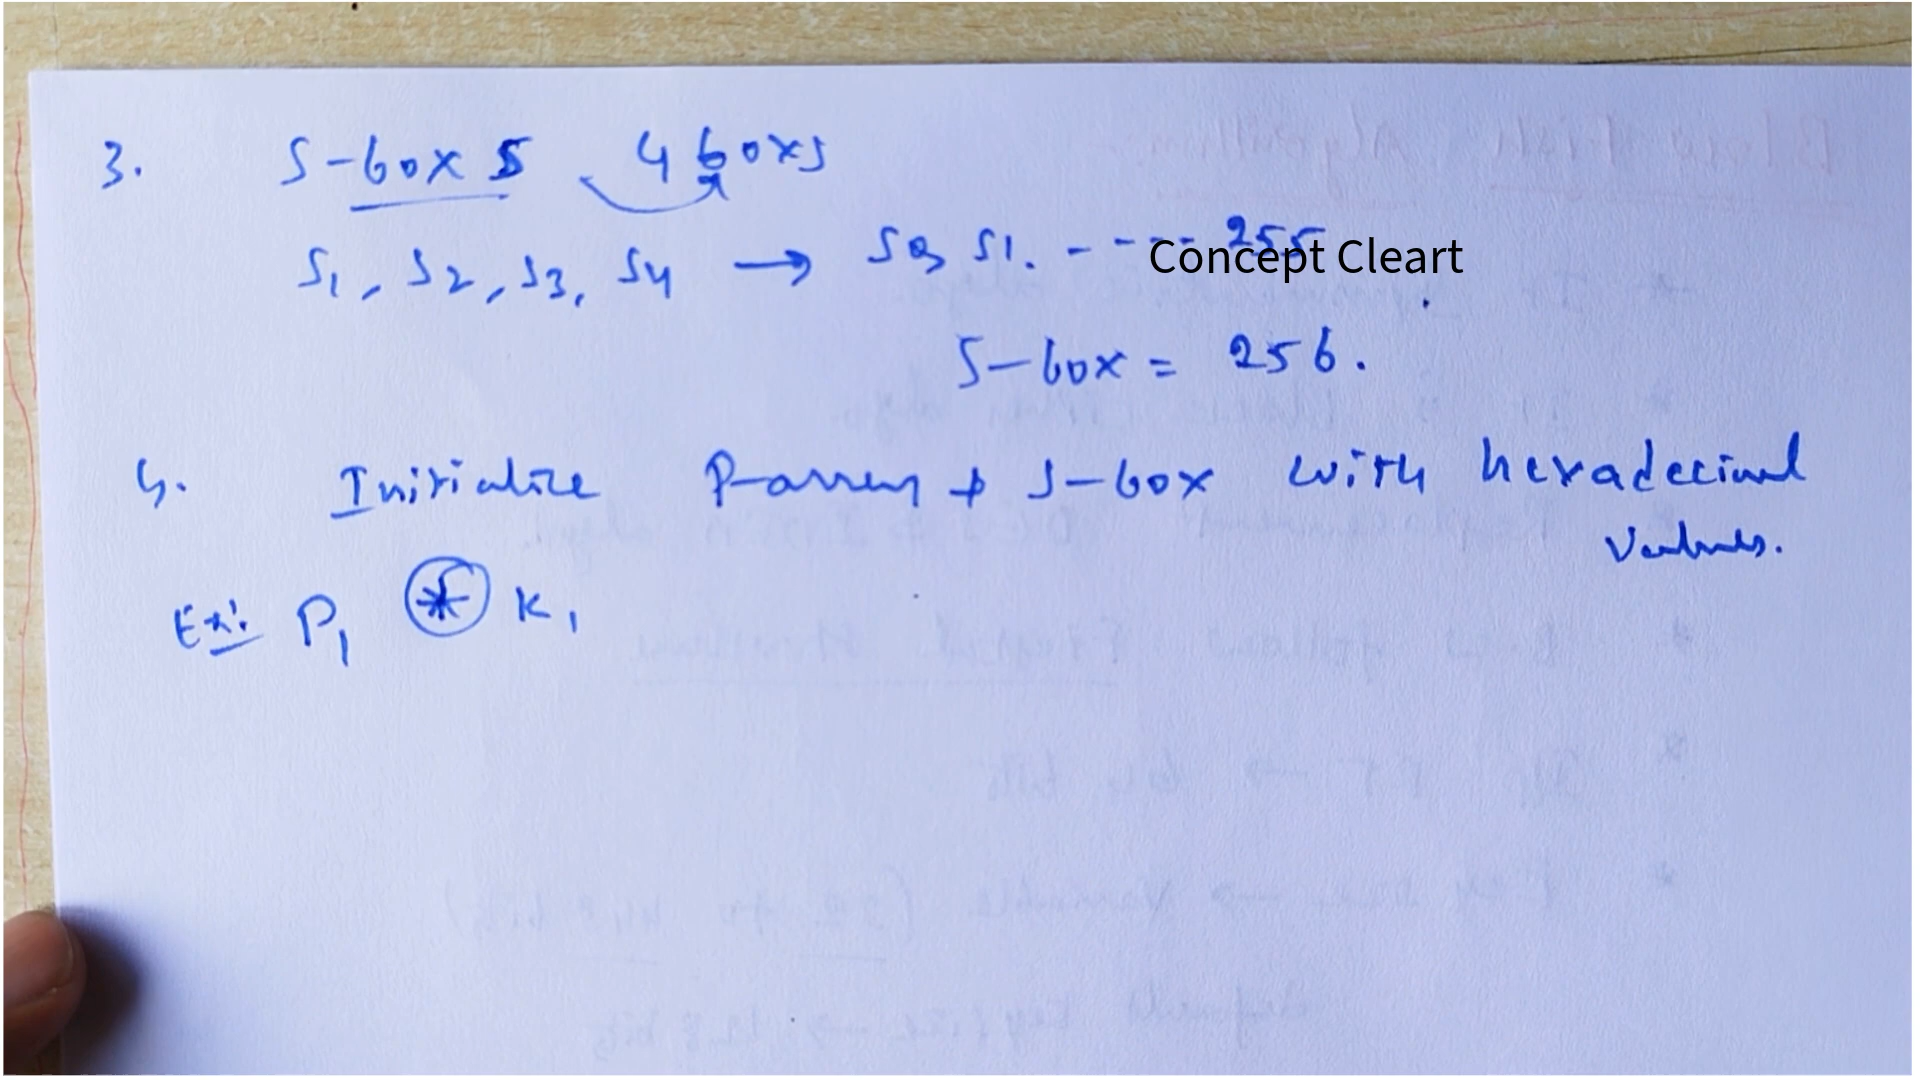 3. S-box s 4 boxs
S1, S2, S3, S4 → S0, S1. - - - - 255
Concept Cleart
S-box = 256.
4. Initialize P-array + S-box with hexadecimal
values.
Ex: P1 * K1